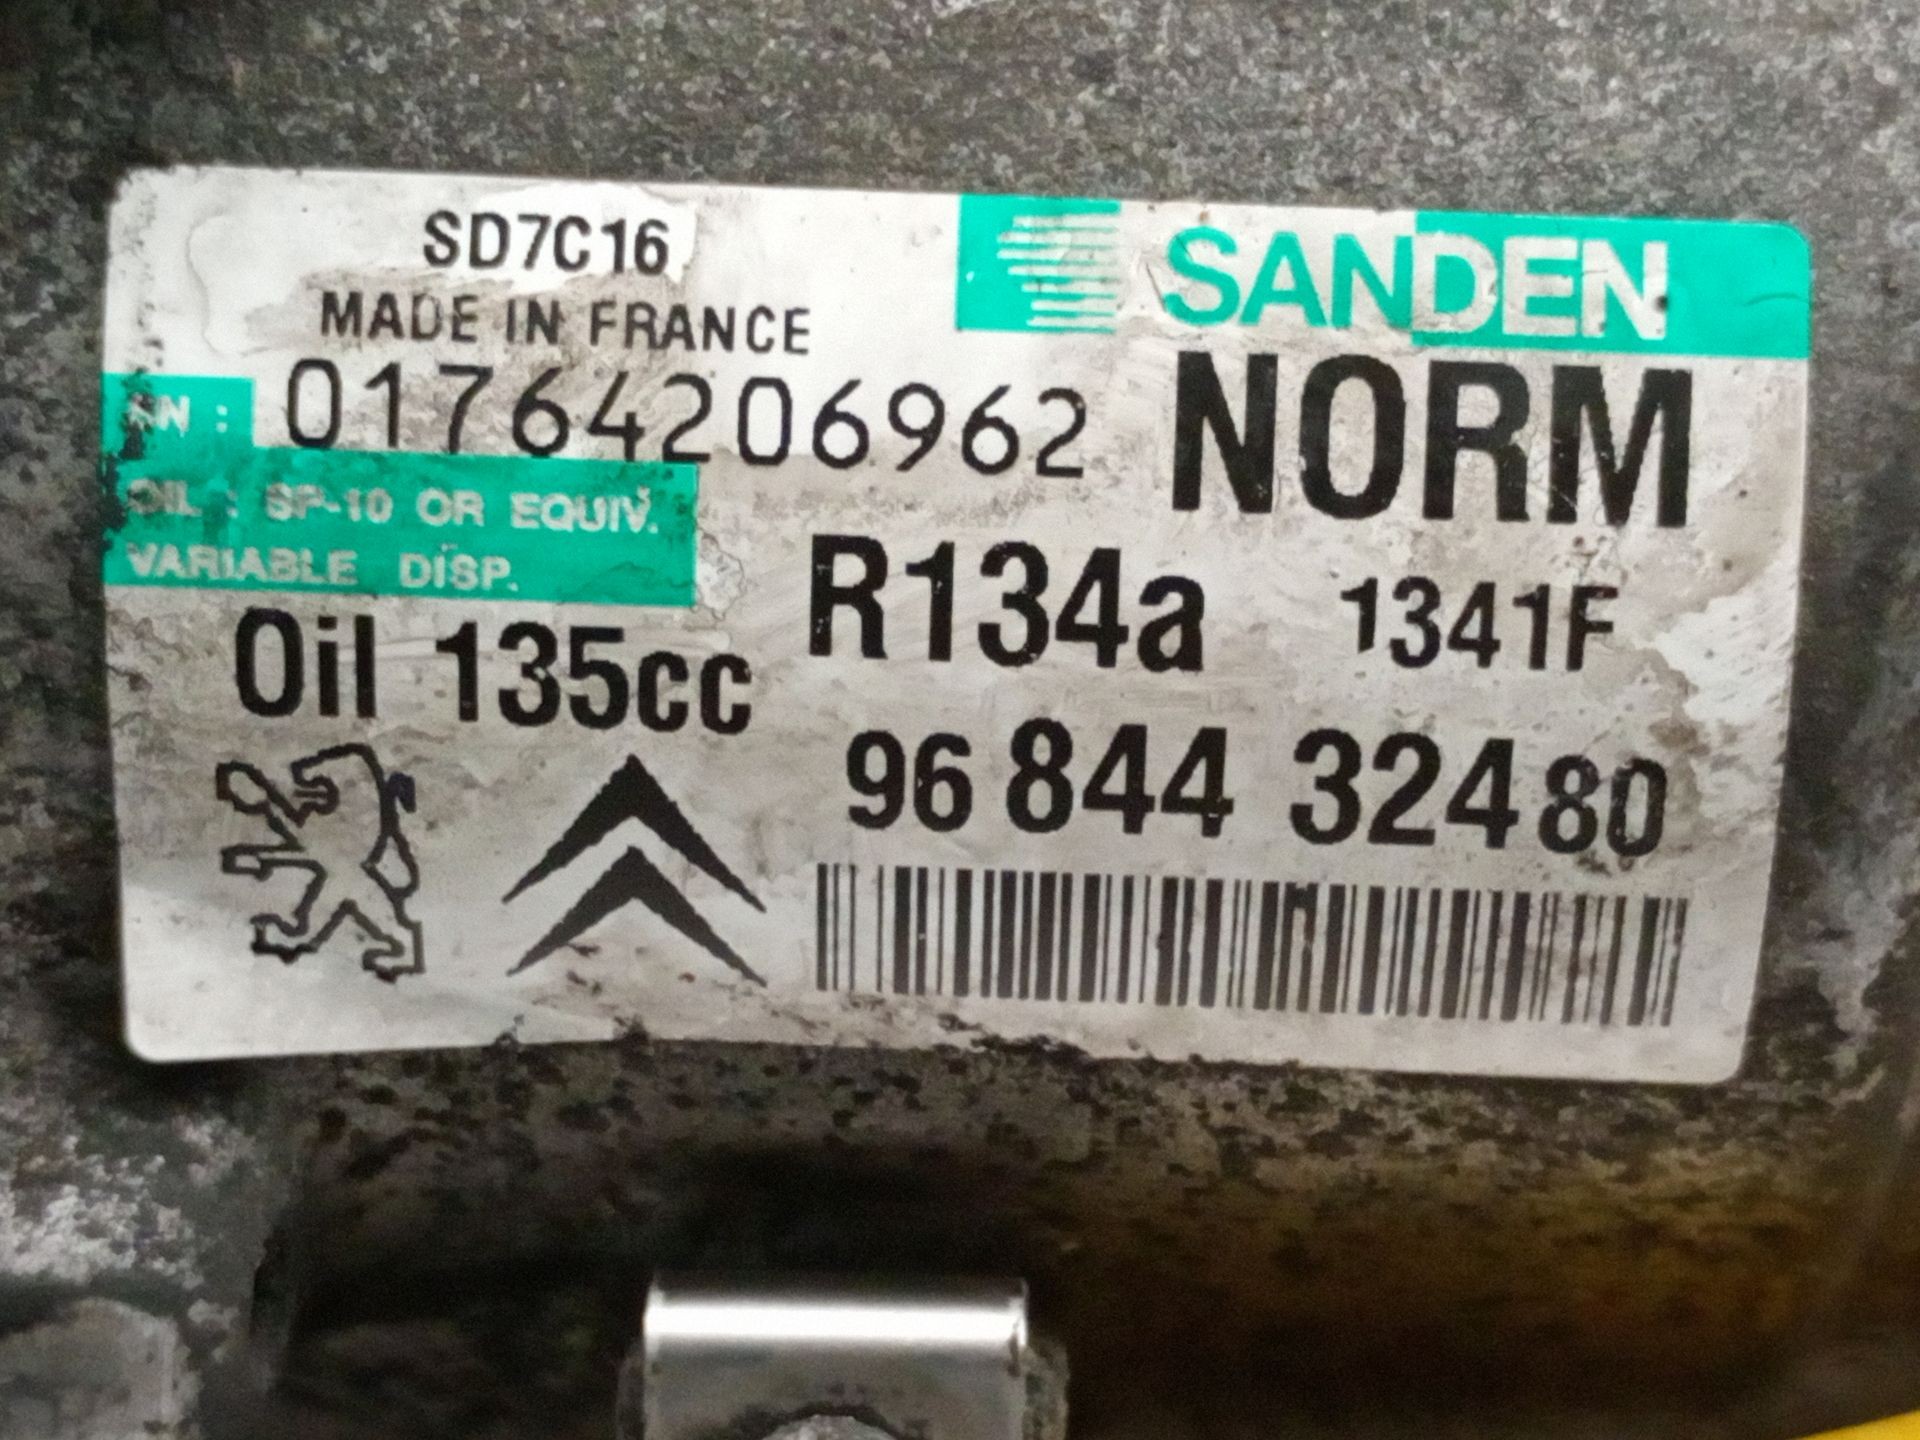 SD7C16
SANDEN
MADE IN FRANCE
SN : 01764206962
NORM
OIL : SP-10 OR EQUIV.
VARIABLE DISP.
R134a 1341F
Oil 135cc
96 844 324 80